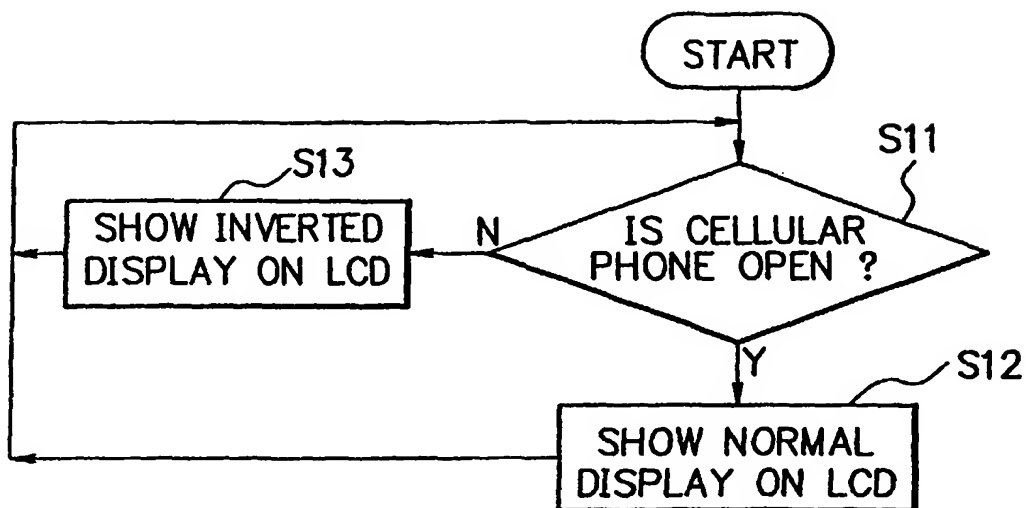 START
S11
IS CELLULAR
PHONE OPEN ?
N
S13
SHOW INVERTED
DISPLAY ON LCD
Y
S12
SHOW NORMAL
DISPLAY ON LCD